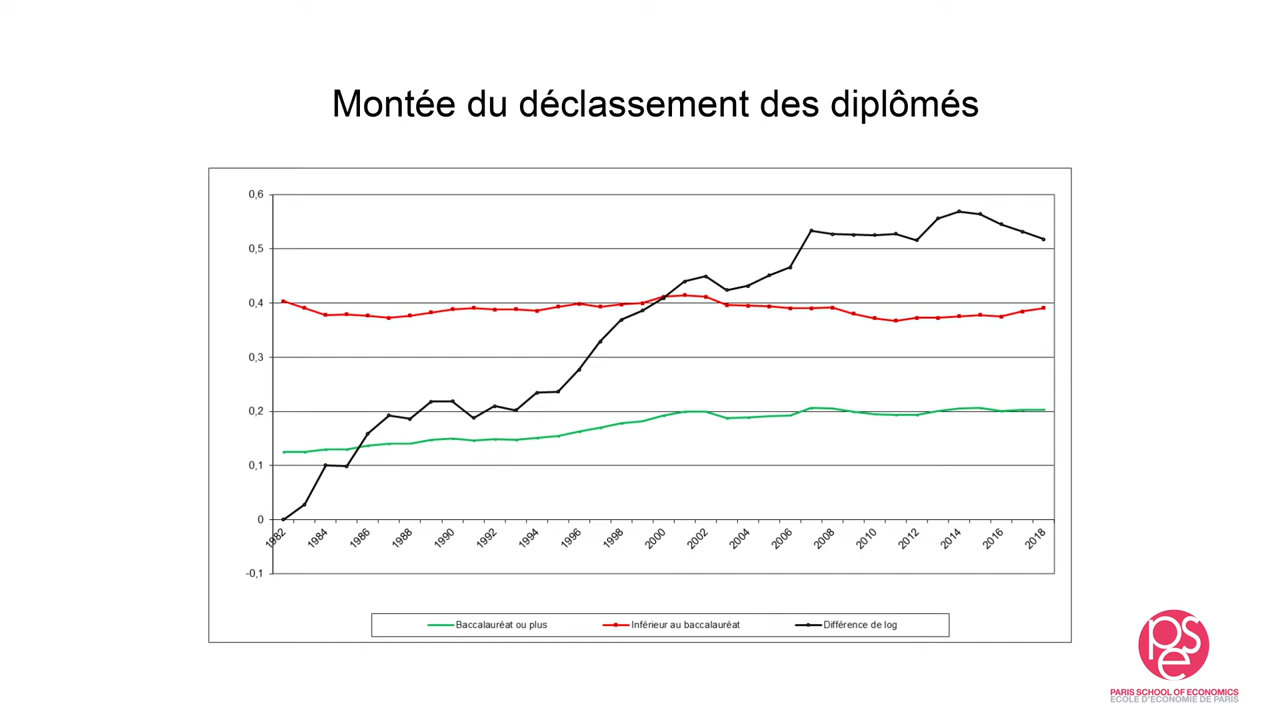 Montée du déclassement des diplômés
0,6
0,5
0,4
0,3
0,2
0,1
0
-0,1
1982 1984 1986 1988 1990 1992 1994 1996 1998 2000 2002 2004 2006 2008 2010 2012 2014 2016 2018
Baccalauréat ou plus Inférieur au baccalauréat Différence de log
pse
PARIS SCHOOL OF ECONOMICS
ECOLE D'ECONOMIE DE PARIS